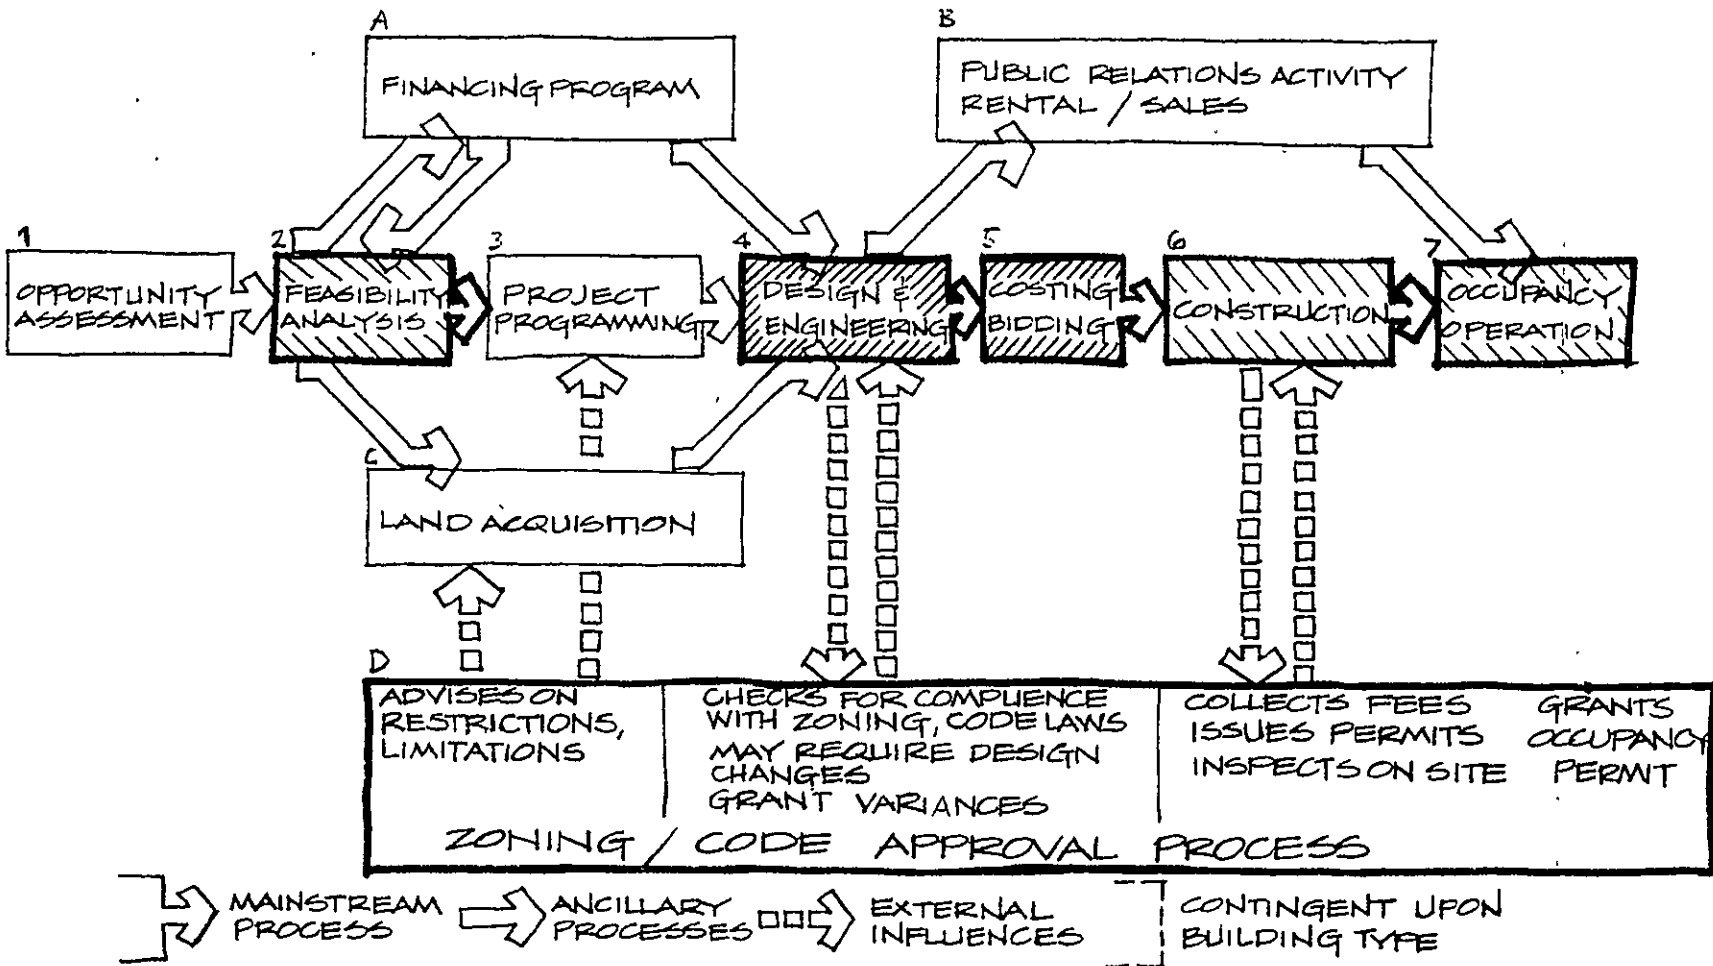 A
FINANCING PROGRAM
B
PUBLIC RELATIONS ACTIVITY
RENTAL / SALES
1
OPPORTUNITY
ASSESSMENT
2
FEASIBILITY
ANALYSIS
3
PROJECT
PROGRAMMING
4
DESIGN &
ENGINEERING
5
COSTING
BIDDING
6
CONSTRUCTION
7
OCCUPANCY
OPERATION
C
LAND ACQUISITION
D
ADVISES ON
RESTRICTIONS,
LIMITATIONS
CHECKS FOR COMPLIENCE
WITH ZONING, CODE LAWS
MAY REQUIRE DESIGN
CHANGES
GRANT VARIANCES
COLLECTS FEES
ISSUES PERMITS
INSPECTS ON SITE
GRANTS
OCCUPANCY
PERMIT
ZONING / CODE APPROVAL PROCESS
MAINSTREAM
PROCESS
ANCILLARY
PROCESSES
EXTERNAL
INFLUENCES
CONTINGENT UPON
BUILDING TYPE